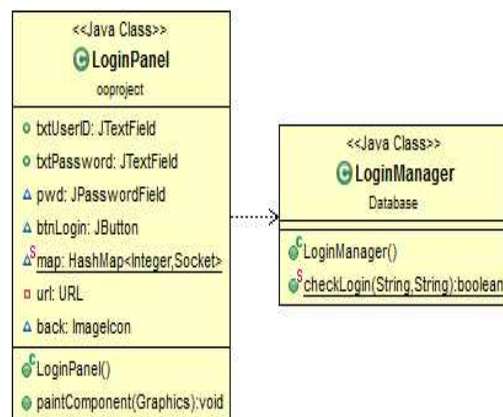 <<Java Class>>
LoginPanel
ooproject
txtUserID: JTextField
txtPassword: JTextField
pwd: JPasswordField
btnLogin: JButton
S map: HashMap<Integer,Socket>
url: URL
back: ImageIcon
C LoginPanel()
paintComponent(Graphics):void
<<Java Class>>
C LoginManager
Database
C LoginManager()
S checkLogin(String,String):boolean